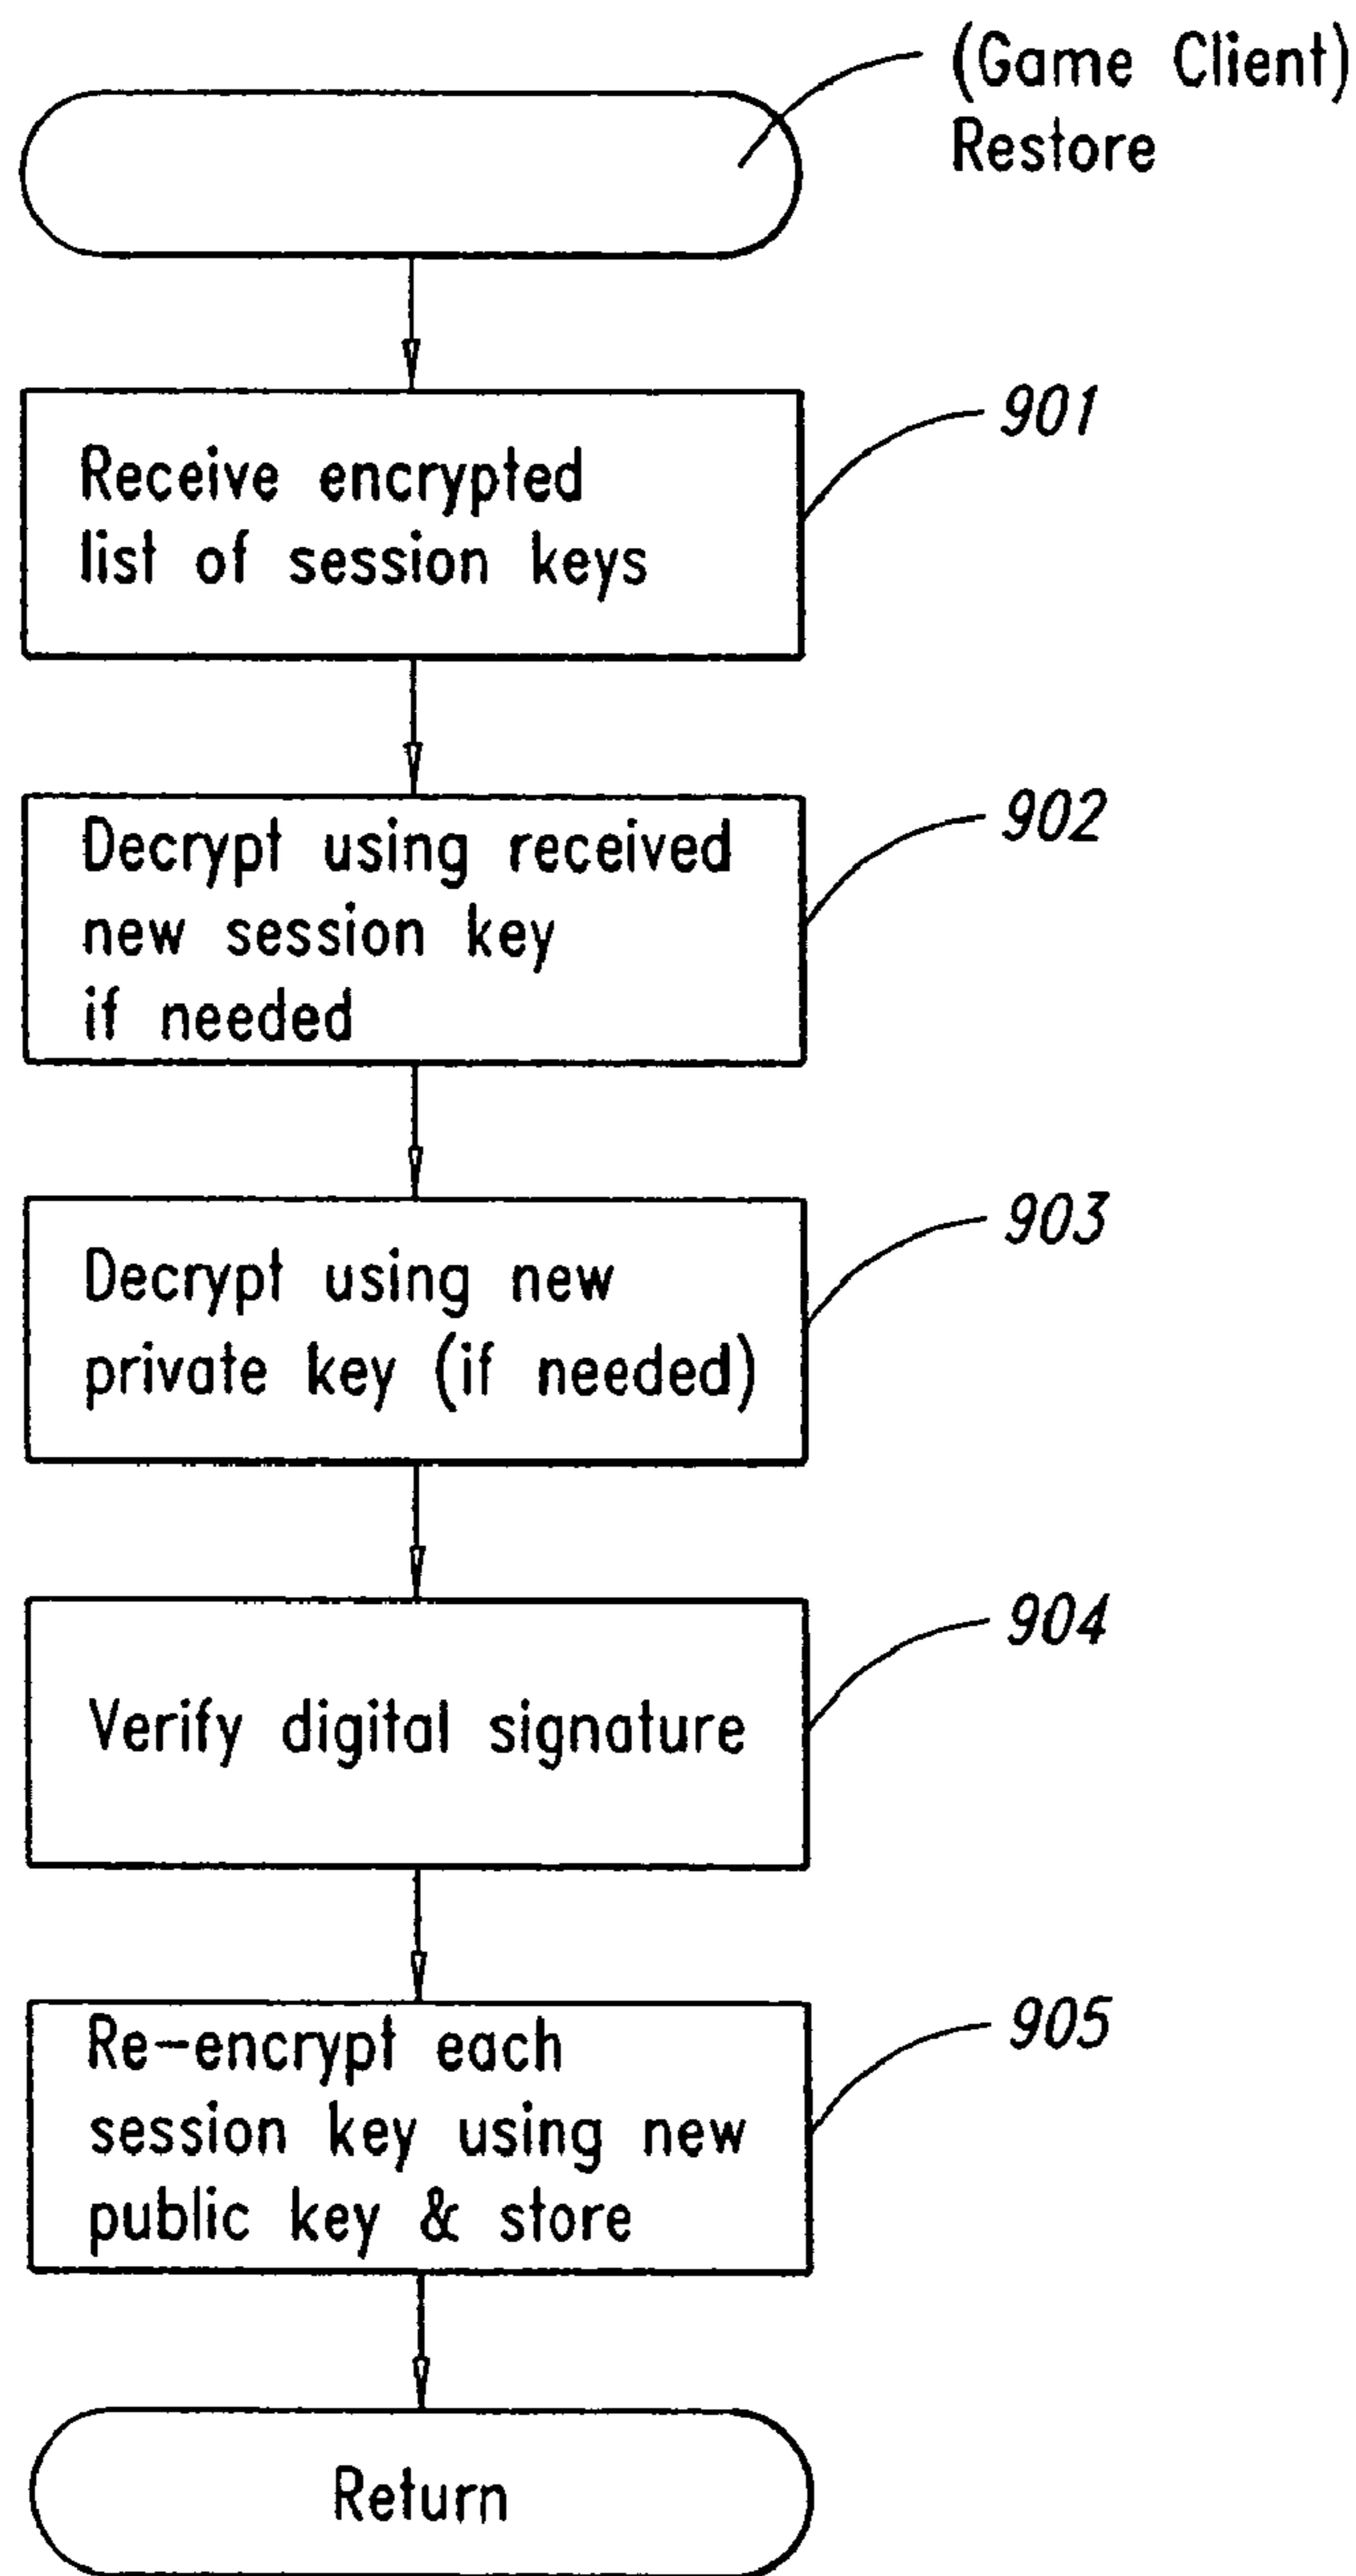 (Game Client)
Restore
901
Receive encrypted
list of session keys
902
Decrypt using received
new session key
if needed
903
Decrypt using new
private key (if needed)
904
Verify digital signature
905
Re-encrypt each
session key using new
public key & store
Return